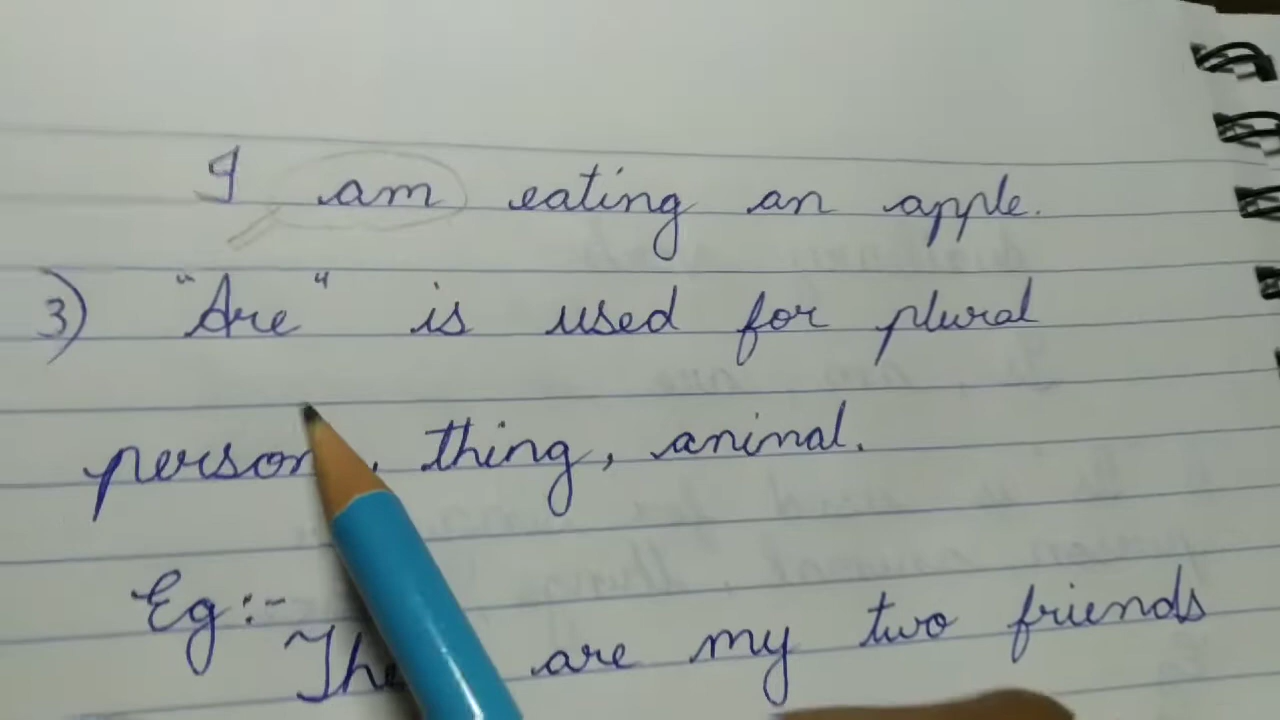 I am eating an apple.
3) "Are" is used for plural
person, thing, animal.
Eg:-
are my two friends